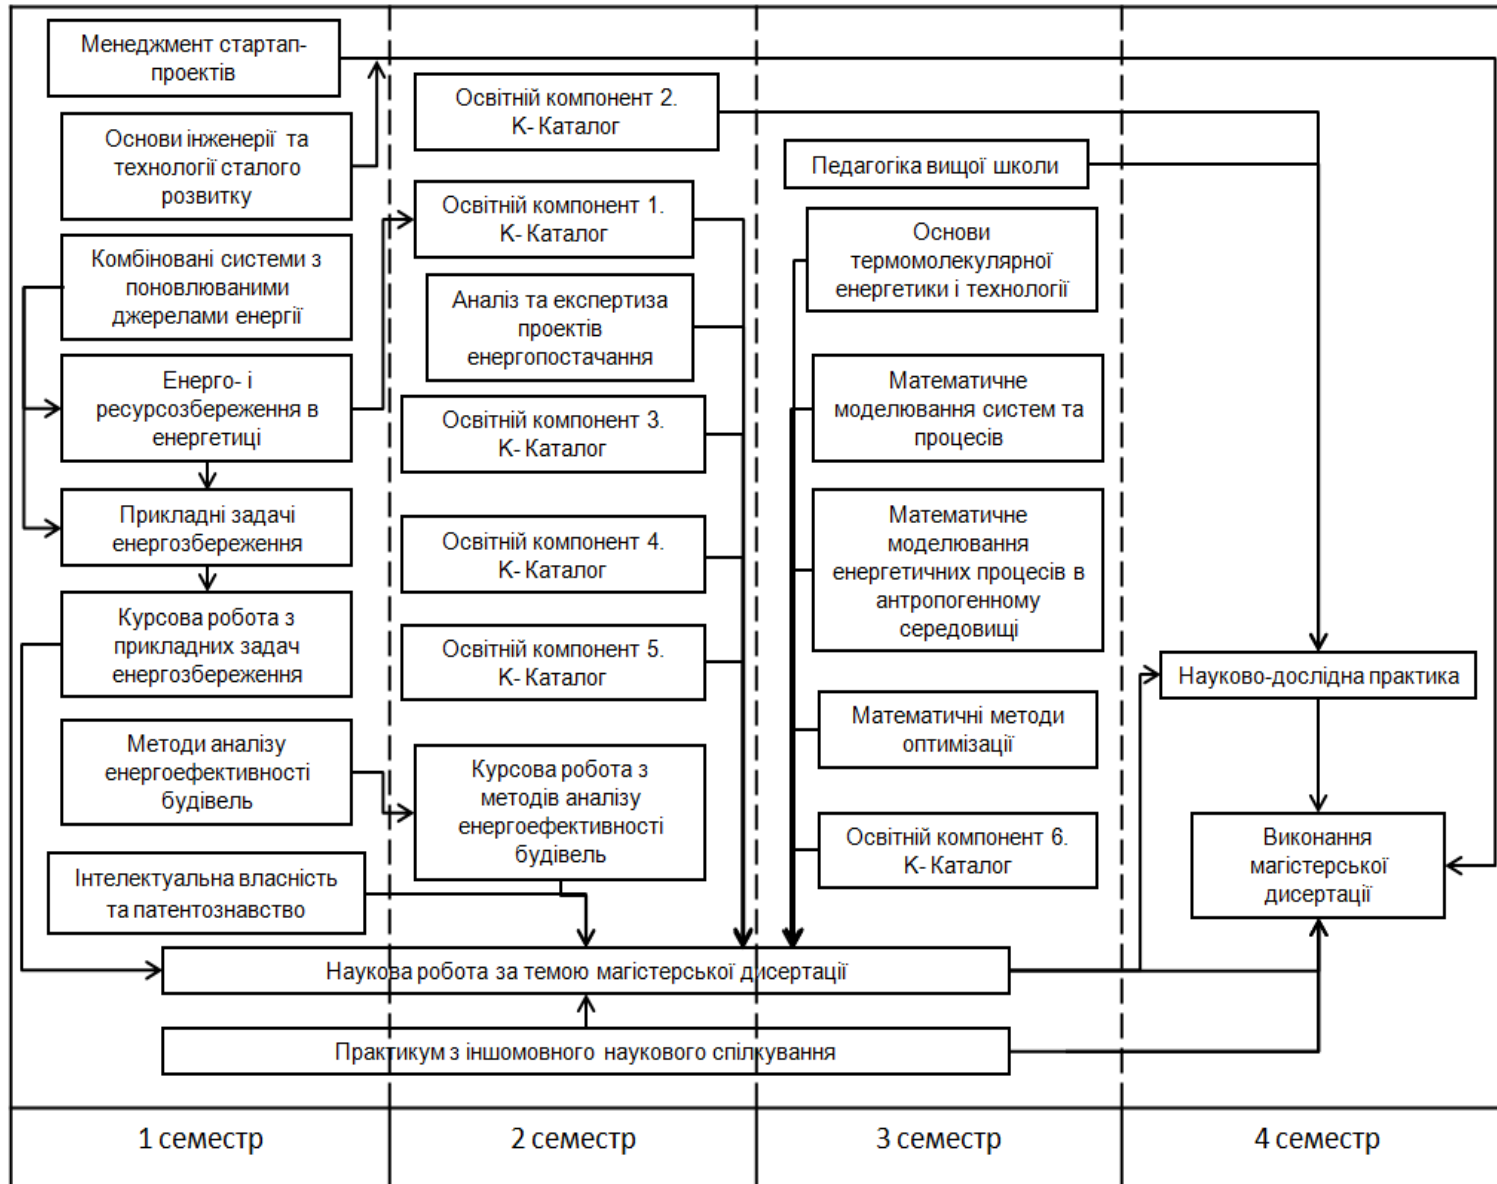 Менеджмент стартап-
проектів
Основи інженерії та
технології сталого
розвитку
Комбіновані системи з
поновлюваними
джерелами енергії
Енерго- і
ресурсозбереження в
енергетиці
Прикладні задачі
енергозбереження
Курсова робота з
прикладних задач
енергозбереження
Методи аналізу
енергоефективності
будівель
Інтелектуальна власність
та патентознавство
Освітній компонент 2.
К- Каталог
Освітній компонент 1.
К- Каталог
Аналіз та експертиза
проектів
енергопостачання
Освітній компонент 3.
К- Каталог
Освітній компонент 4.
К- Каталог
Освітній компонент 5.
К- Каталог
Курсова робота з
методів аналізу
енергоефективності
будівель
Педагогіка вищої школи
Основи
термомолекулярної
енергетики і технології
Математичне
моделювання систем та
процесів
Математичне
моделювання
енергетичних процесів в
антропогенному
середовищі
Математичні методи
оптимізації
Освітній компонент 6.
К- Каталог
Науково-дослідна практика
Виконання
магістерської
дисертації
Наукова робота за темою магістерської дисертації
Практикум з іншомовного наукового спілкування
1 семестр
2 семестр
3 семестр
4 семестр